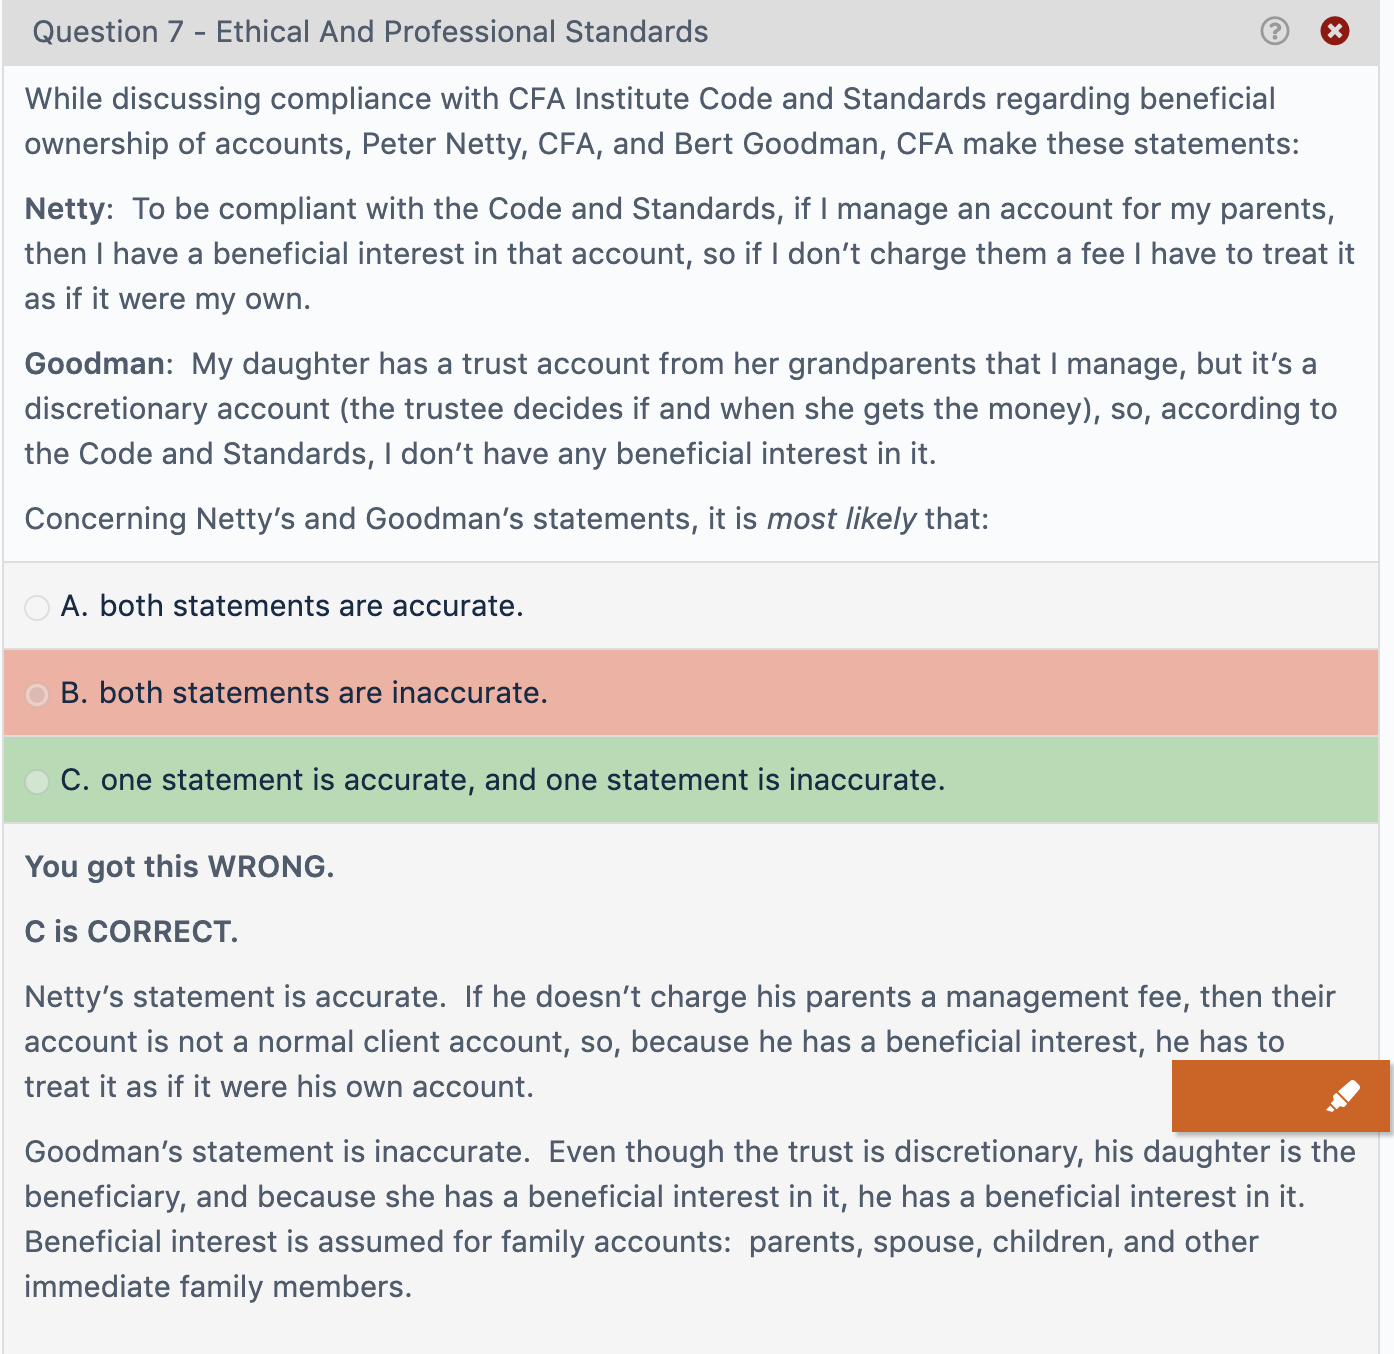 Question 7 - Ethical And Professional Standards
While discussing compliance with CFA Institute Code and Standards regarding beneficial
ownership of accounts, Peter Netty, CFA, and Bert Goodman, CFA make these statements:
Netty:  To be compliant with the Code and Standards, if I manage an account for my parents,
then I have a beneficial interest in that account, so if I don’t charge them a fee I have to treat it
as if it were my own.
Goodman:  My daughter has a trust account from her grandparents that I manage, but it’s a
discretionary account (the trustee decides if and when she gets the money), so, according to
the Code and Standards, I don’t have any beneficial interest in it.
Concerning Netty’s and Goodman’s statements, it is most likely that:
A. both statements are accurate.
B. both statements are inaccurate.
C. one statement is accurate, and one statement is inaccurate.
You got this WRONG.
C is CORRECT.
Netty’s statement is accurate.  If he doesn’t charge his parents a management fee, then their
account is not a normal client account, so, because he has a beneficial interest, he has to
treat it as if it were his own account.
Goodman’s statement is inaccurate.  Even though the trust is discretionary, his daughter is the
beneficiary, and because she has a beneficial interest in it, he has a beneficial interest in it.
Beneficial interest is assumed for family accounts:  parents, spouse, children, and other
immediate family members.